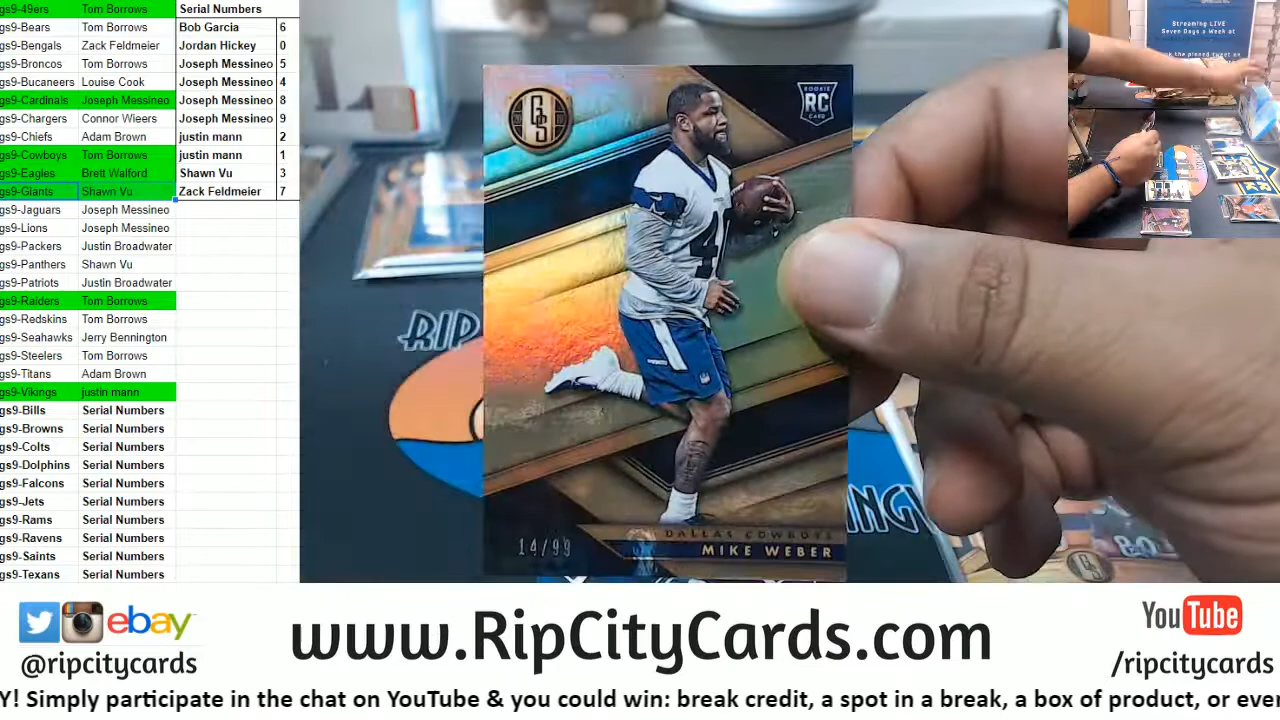 gs9-49ers Tom Borrows Serial Numbers
gs9-Bears Tom Borrows Bob Garcia 6
gs9-Bengals Zack Feldmeier Jordan Hickey 0
gs9-Broncos Tom Borrows Joseph Messineo 5
gs9-Bucaneers Louise Cook Joseph Messineo 4
gs9-Cardinals Joseph Messineo Joseph Messineo 8
gs9-Chargers Connor Wieers Joseph Messineo 9
gs9-Chiefs Adam Brown justin mann 2
gs9-Cowboys Tom Borrows justin mann 1
gs9-Eagles Brett Walford Shawn Vu 3
gs9-Giants Shawn Vu Zack Feldmeier 7
gs9-Jaguars Joseph Messineo
gs9-Lions Joseph Messineo
gs9-Packers Justin Broadwater
gs9-Panthers Shawn Vu
gs9-Patriots Justin Broadwater
gs9-Raiders Tom Borrows
gs9-Redskins Tom Borrows
gs9-Seahawks Jerry Bennington
gs9-Steelers Tom Borrows
gs9-Titans Adam Brown
gs9-Vikings justin mann
gs9-Bills Serial Numbers
gs9-Browns Serial Numbers
gs9-Colts Serial Numbers
gs9-Dolphins Serial Numbers
gs9-Falcons Serial Numbers
gs9-Jets Serial Numbers
gs9-Rams Serial Numbers
gs9-Ravens Serial Numbers
gs9-Saints Serial Numbers
gs9-Texans Serial Numbers
GS
ROOKIE
RC
CARD
RIP
14/99
DALLAS COWBOYS
MIKE WEBER
Streaming LIVE
Seven Days a Week at
the pinned tweet on
ebay
@ripcitycards
www.RipCityCards.com
YouTube
/ripcitycards
Y! Simply participate in the chat on YouTube & you could win: break credit, a spot in a break, a box of product, or ever